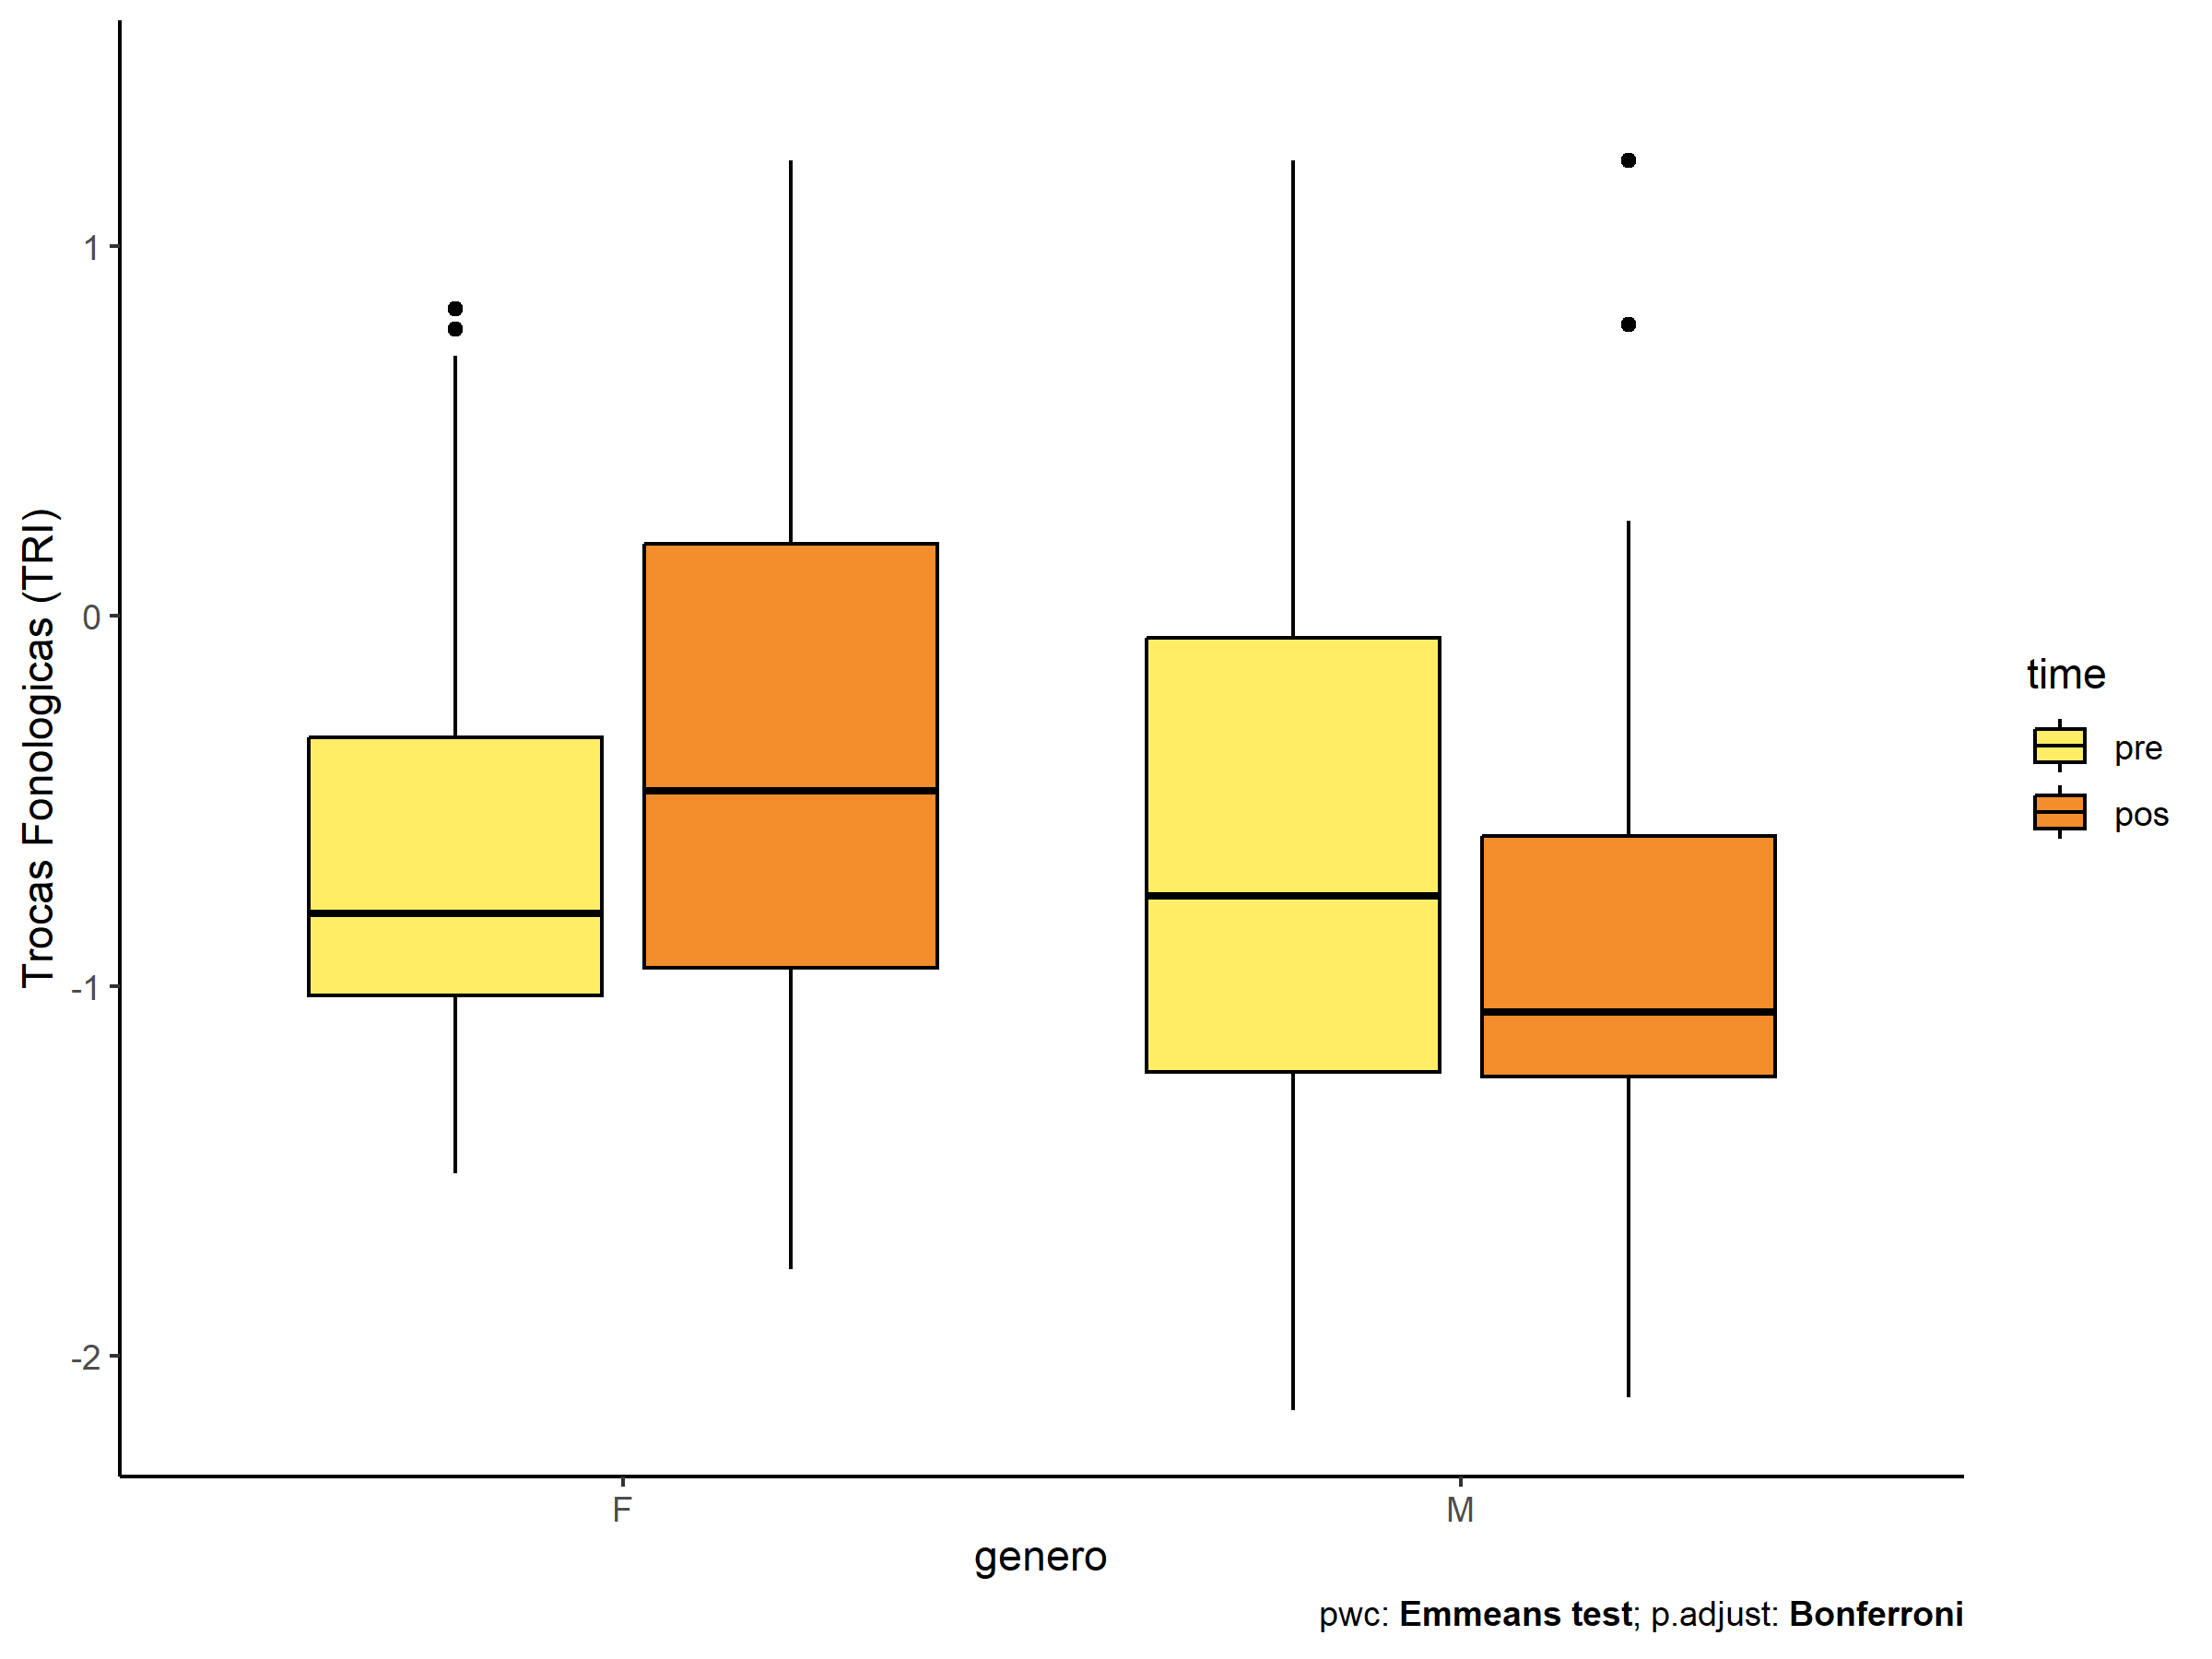 Trocas Fonologicas (TRI)
1
0
-1
-2
F
M
genero
time
pre
pos
pwc: Emmeans test; p.adjust: Bonferroni